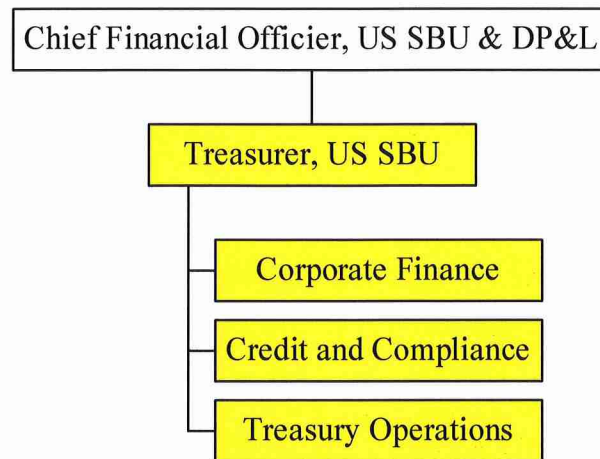 Chief Financial Officier, US SBU & DP&L
Treasurer, US SBU
Corporate Finance
Credit and Compliance
Treasury Operations